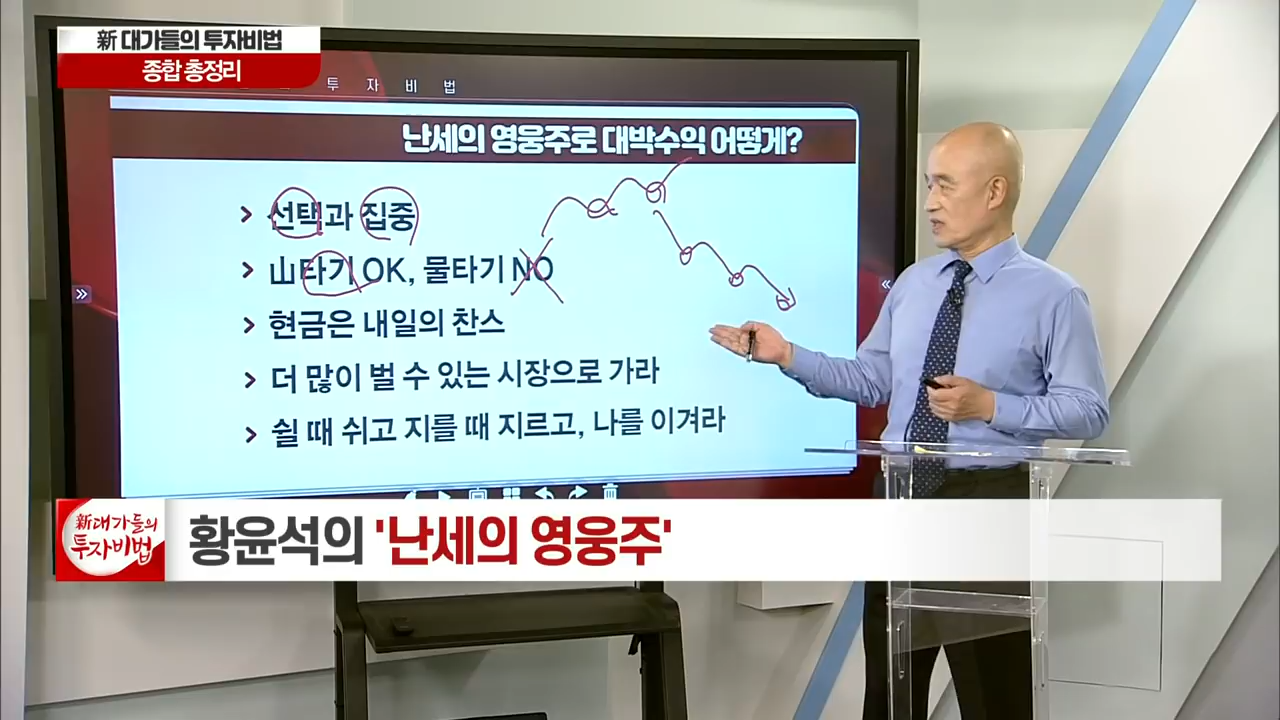 新 대가들의 투자비법
종합 총정리
투 자 비 법
난세의 영웅주로 대박수익 어떻게?
선택과 집중
山타기 OK, 물타기 NO
현금은 내일의 찬스
더 많이 벌 수 있는 시장으로 가라
쉴 때 쉬고 지를 때 지르고, 나를 이겨라
新대가들의
투자비법
황윤석의 '난세의 영웅주'